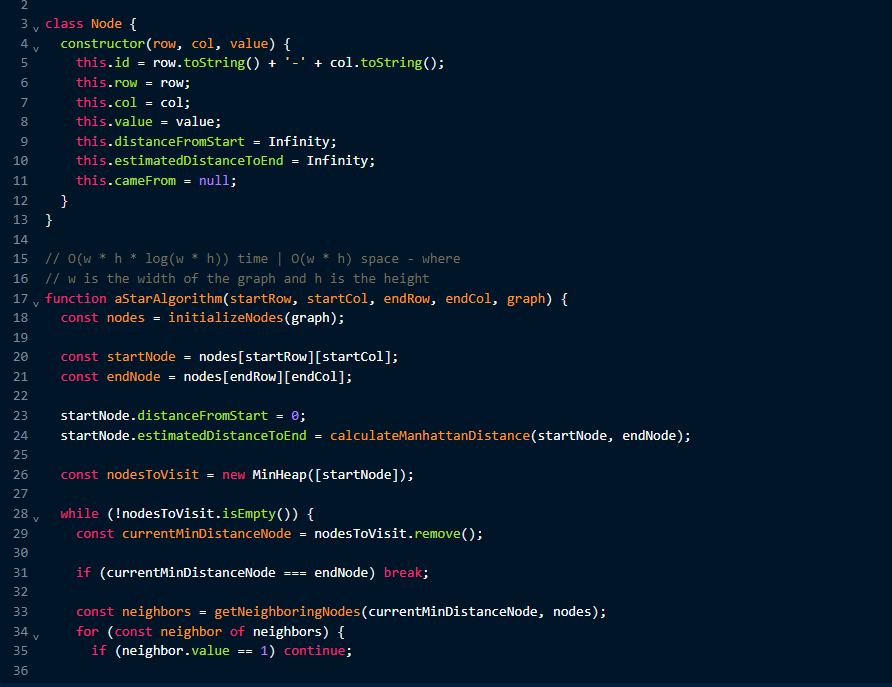 2
3 class Node {
4 constructor(row, col, value) {
5 this.id = row.toString() + '-' + col.toString();
6 this.row = row;
7 this.col = col;
8 this.value = value;
9 this.distanceFromStart = Infinity;
10 this.estimatedDistanceToEnd = Infinity;
11 this.cameFrom = null;
12 }
13 }
14
15 // O(w * h * log(w * h)) time | O(w * h) space - where
16 // w is the width of the graph and h is the height
17 function aStarAlgorithm(startRow, startCol, endRow, endCol, graph) {
18 const nodes = initializeNodes(graph);
19
20 const startNode = nodes[startRow][startCol];
21 const endNode = nodes[endRow][endCol];
22
23 startNode.distanceFromStart = 0;
24 startNode.estimatedDistanceToEnd = calculateManhattanDistance(startNode, endNode);
25
26 const nodesToVisit = new MinHeap([startNode]);
27
28 while (!nodesToVisit.isEmpty()) {
29 const currentMinDistanceNode = nodesToVisit.remove();
30
31 if (currentMinDistanceNode === endNode) break;
32
33 const neighbors = getNeighboringNodes(currentMinDistanceNode, nodes);
34 for (const neighbor of neighbors) {
35 if (neighbor.value == 1) continue;
36